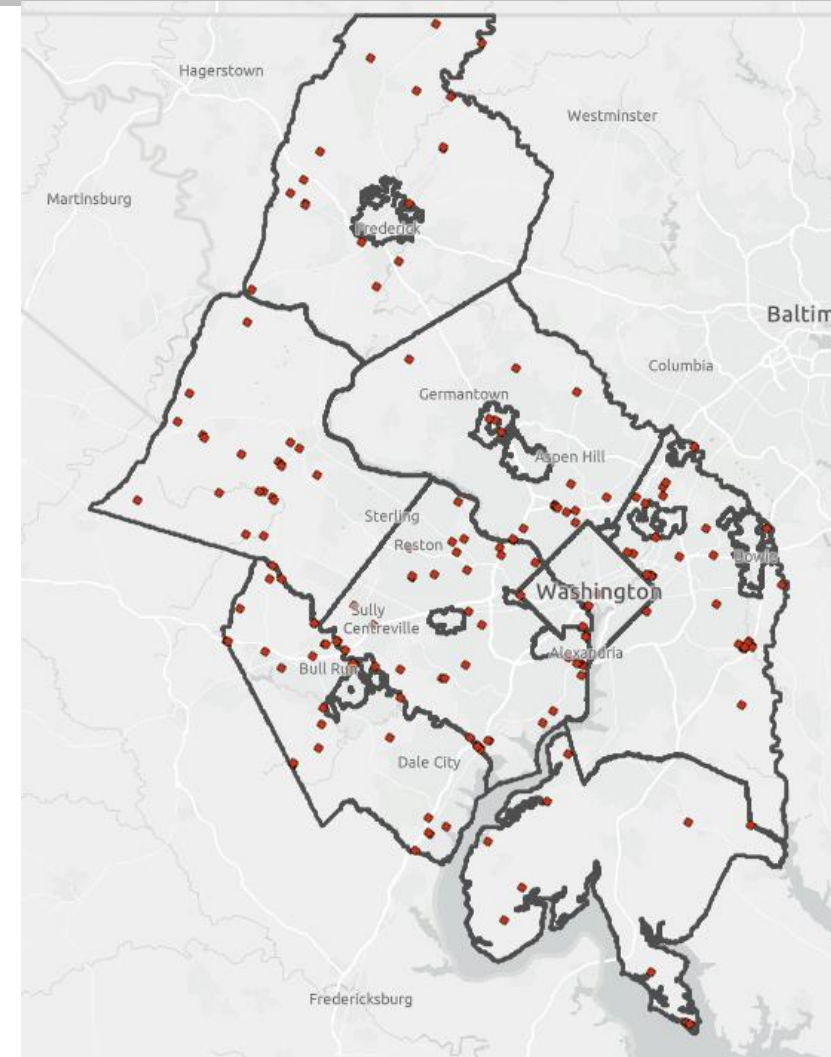 Hagerstown
Westminster
Martinsburg
Frederick
Baltim
Columbia
Germantown
Aspen Hill
Sterling
Reston
Bowie
Washington
Sully
Centreville
Alexandria
Bull Run
Dale City
Fredericksburg